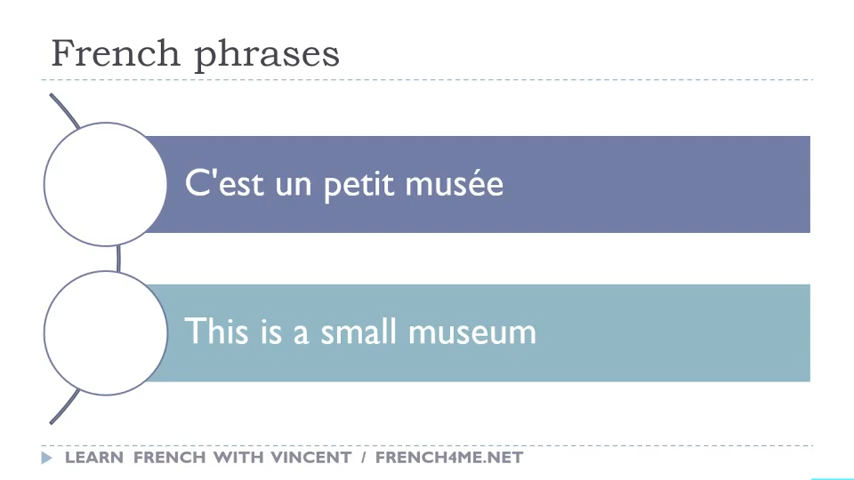 French phrases
C'est un petit musée
This is a small museum
LEARN FRENCH WITH VINCENT / FRENCH4ME.NET